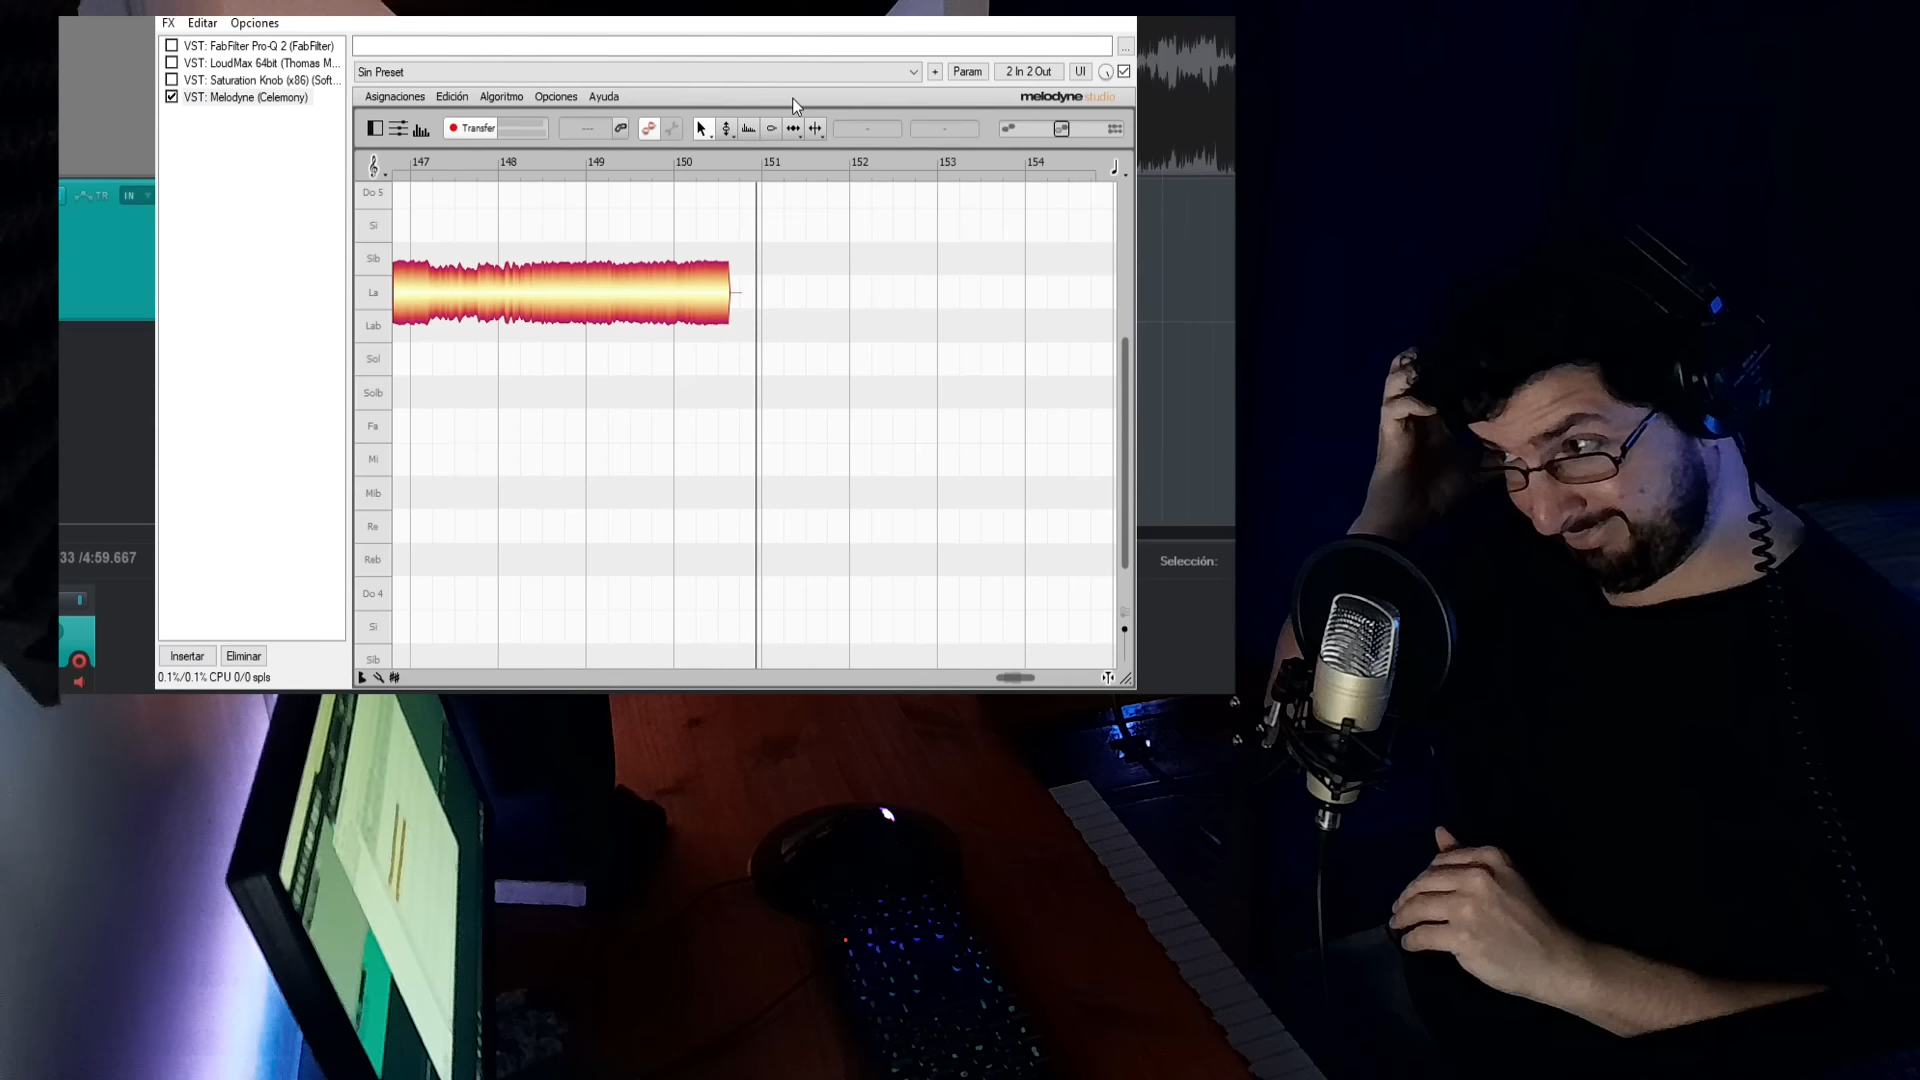 FX Editar Opciones
VST: FabFilter Pro-Q 2 (FabFilter)
VST: LoudMax 64bit (Thomas M...
VST: Saturation Knob (x86) (Soft...
VST: Melodyne (Celemony)
...
Sin Preset
+ Param 2 In 2 Out UI
Asignaciones Edición Algoritmo Opciones Ayuda
melodyne studio
Transfer --- - -
147 148 149 150 151 152 153 154
Do 5
Si
Sib
La
Lab
Sol
Solb
Fa
Mi
Mib
Re
Reb
Do 4
Si
Sib
TR IN
33 /4:59.667
Selección:
Insertar Eliminar
0.1%/0.1% CPU 0/0 spls